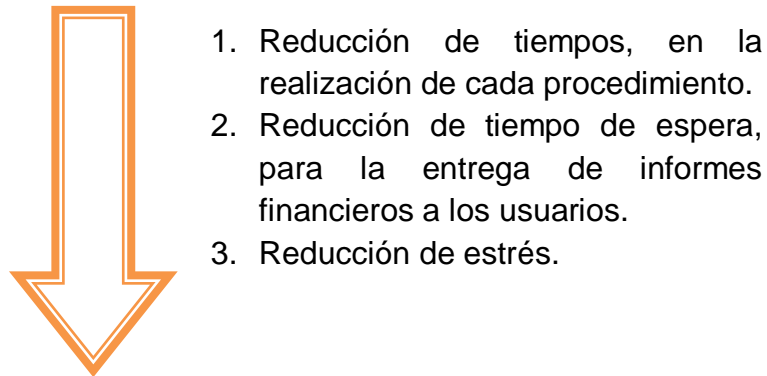 1. Reducción de tiempos, en la
realización de cada procedimiento.
2. Reducción de tiempo de espera,
para la entrega de informes
financieros a los usuarios.
3. Reducción de estrés.